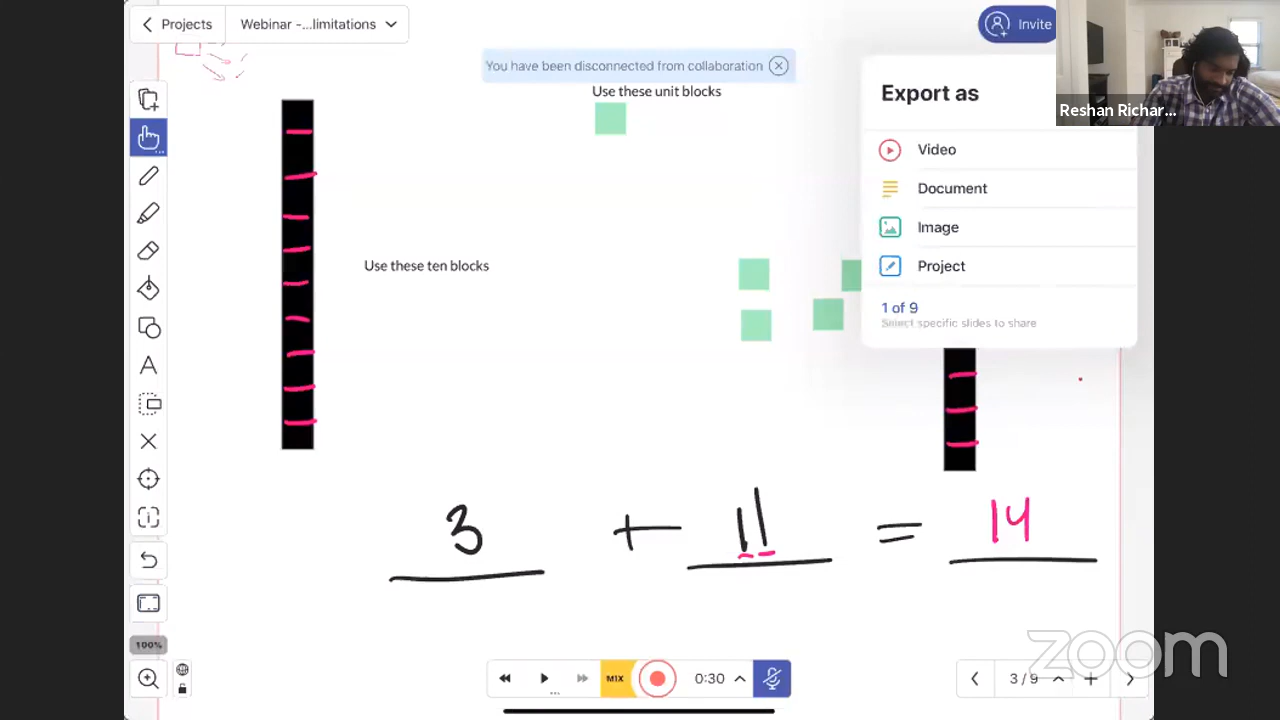 Projects
Webinar -...limitations
Invite
You have been disconnected from collaboration
Use these unit blocks
Export as
Reshan Richar...
Video
Document
Image
Project
Use these ten blocks
1 of 9
Select specific slides to share
A
3 + 11 = 14
zoom
100%
MIX
0:30
3 / 9